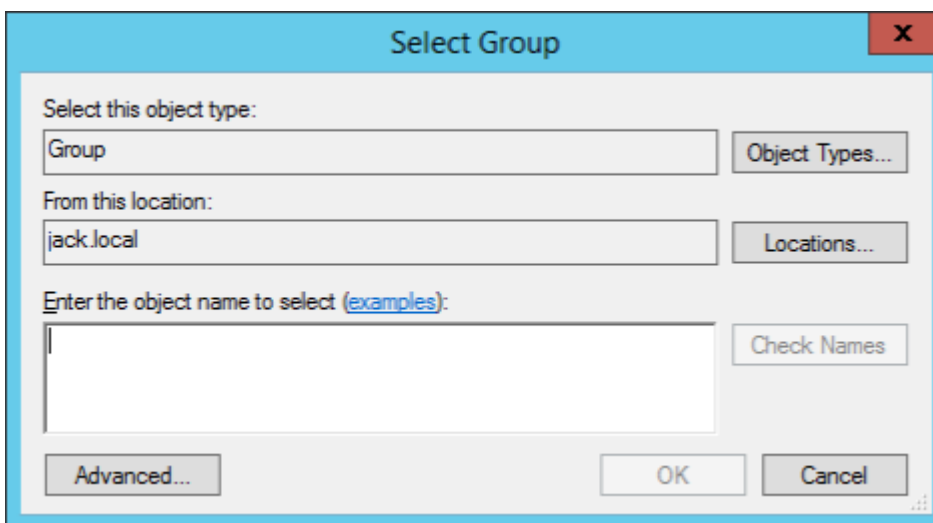 Select Group
x
Select this object type:
Group
Object Types...
From this location:
jack.local
Locations...
Enter the object name to select (examples):
Check Names
Advanced...
OK
Cancel